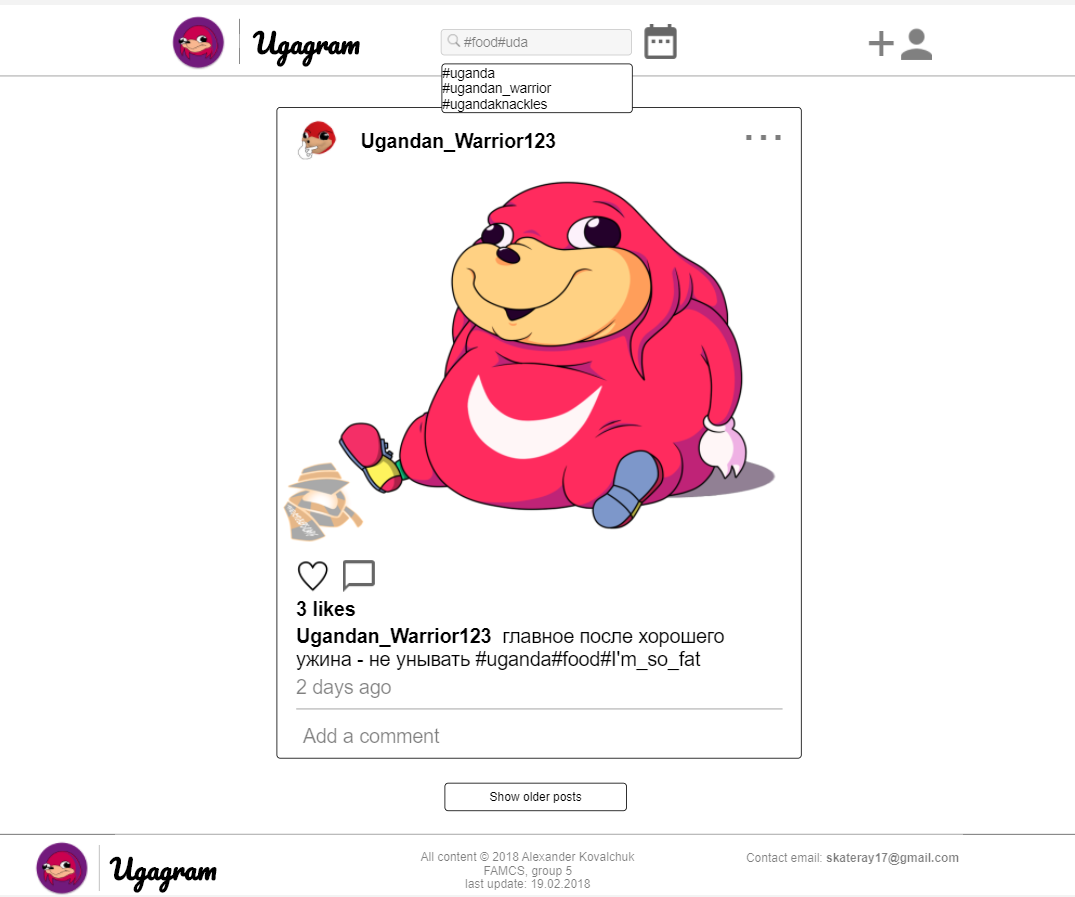 Ugagram
#food#uda
#uganda
#ugandan_warrior
#ugandaknackles
Ugandan_Warrior123
3 likes
Ugandan_Warrior123 главное после хорошего
ужина - не унывать #uganda#food#I'm_so_fat
2 days ago
Add a comment
Show older posts
Ugagram
All content © 2018 Alexander Kovalchuk
FAMCS, group 5
last update: 19.02.2018
Contact email: skateray17@gmail.com